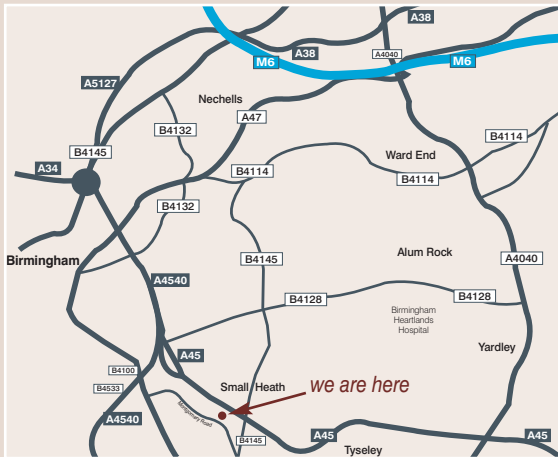 A38
A38
A4040
M6
M6
A5127
Nechells
A47
B4132
B4114
B4145
Ward End
A34
B4114
B4114
B4132
Birmingham
Alum Rock
B4145
A4040
A4540
B4128
B4128
Birmingham
Heartlands
Hospital
Yardley
A45
B4100
Small Heath
we are here
B4533
Montgomery Road
A4540
A45
A45
B4145
Tyseley